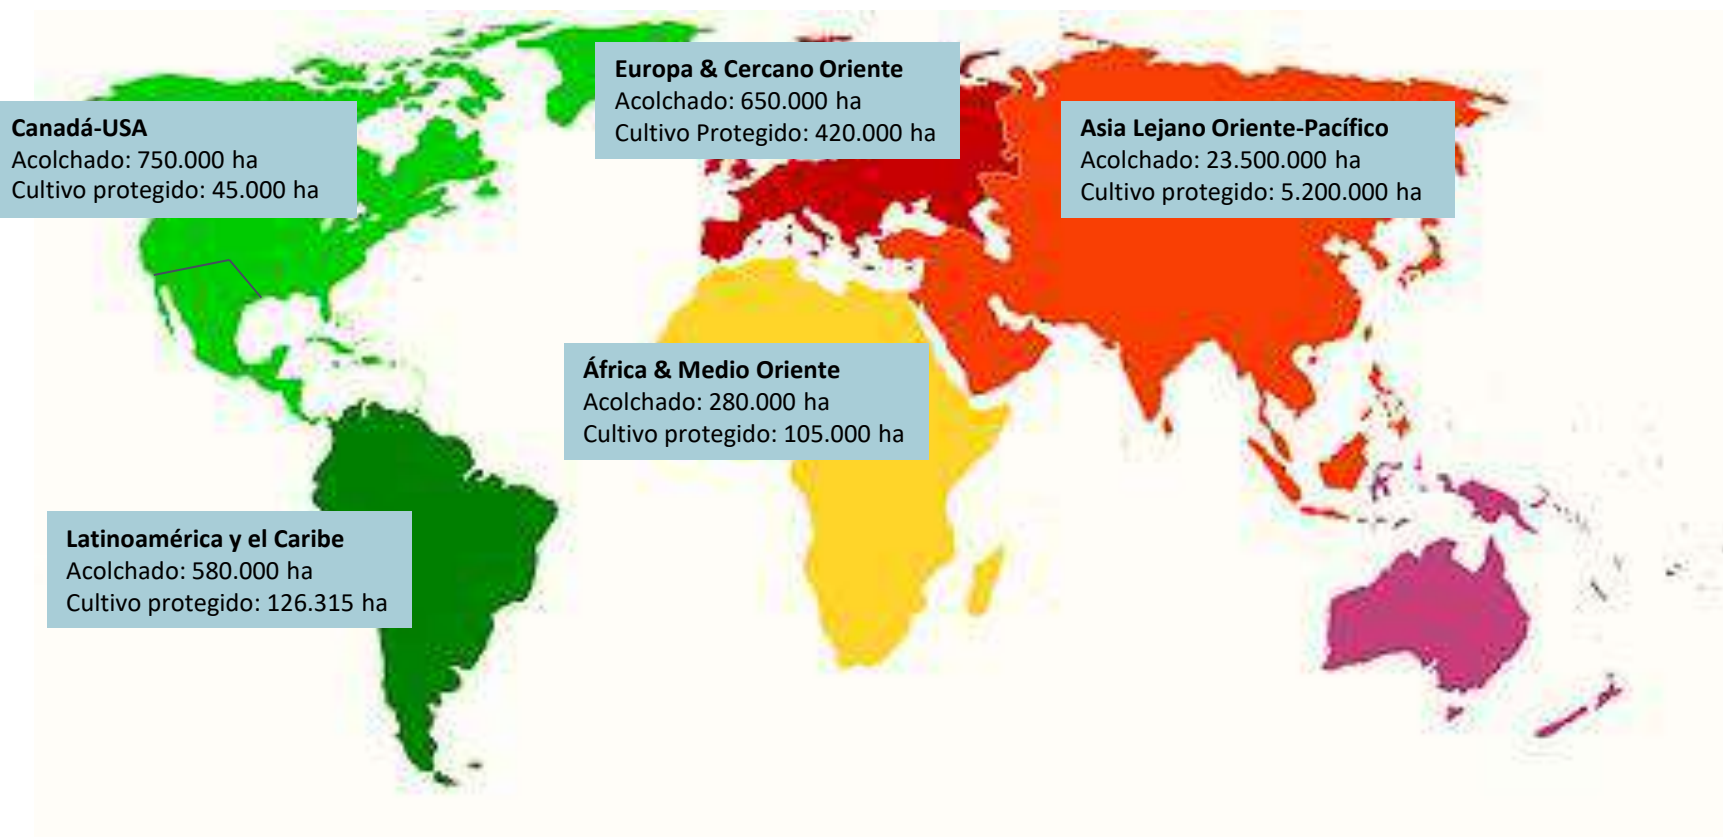 Europa & Cercano Oriente
Acolchado: 650.000 ha
Cultivo Protegido: 420.000 ha
Canadá-USA
Acolchado: 750.000 ha
Cultivo protegido: 45.000 ha
Asia Lejano Oriente-Pacífico
Acolchado: 23.500.000 ha
Cultivo protegido: 5.200.000 ha
África & Medio Oriente
Acolchado: 280.000 ha
Cultivo protegido: 105.000 ha
Latinoamérica y el Caribe
Acolchado: 580.000 ha
Cultivo protegido: 126.315 ha